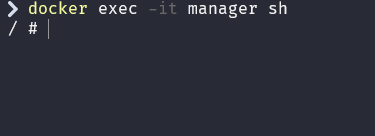 ❯ docker exec -it manager sh
/ #